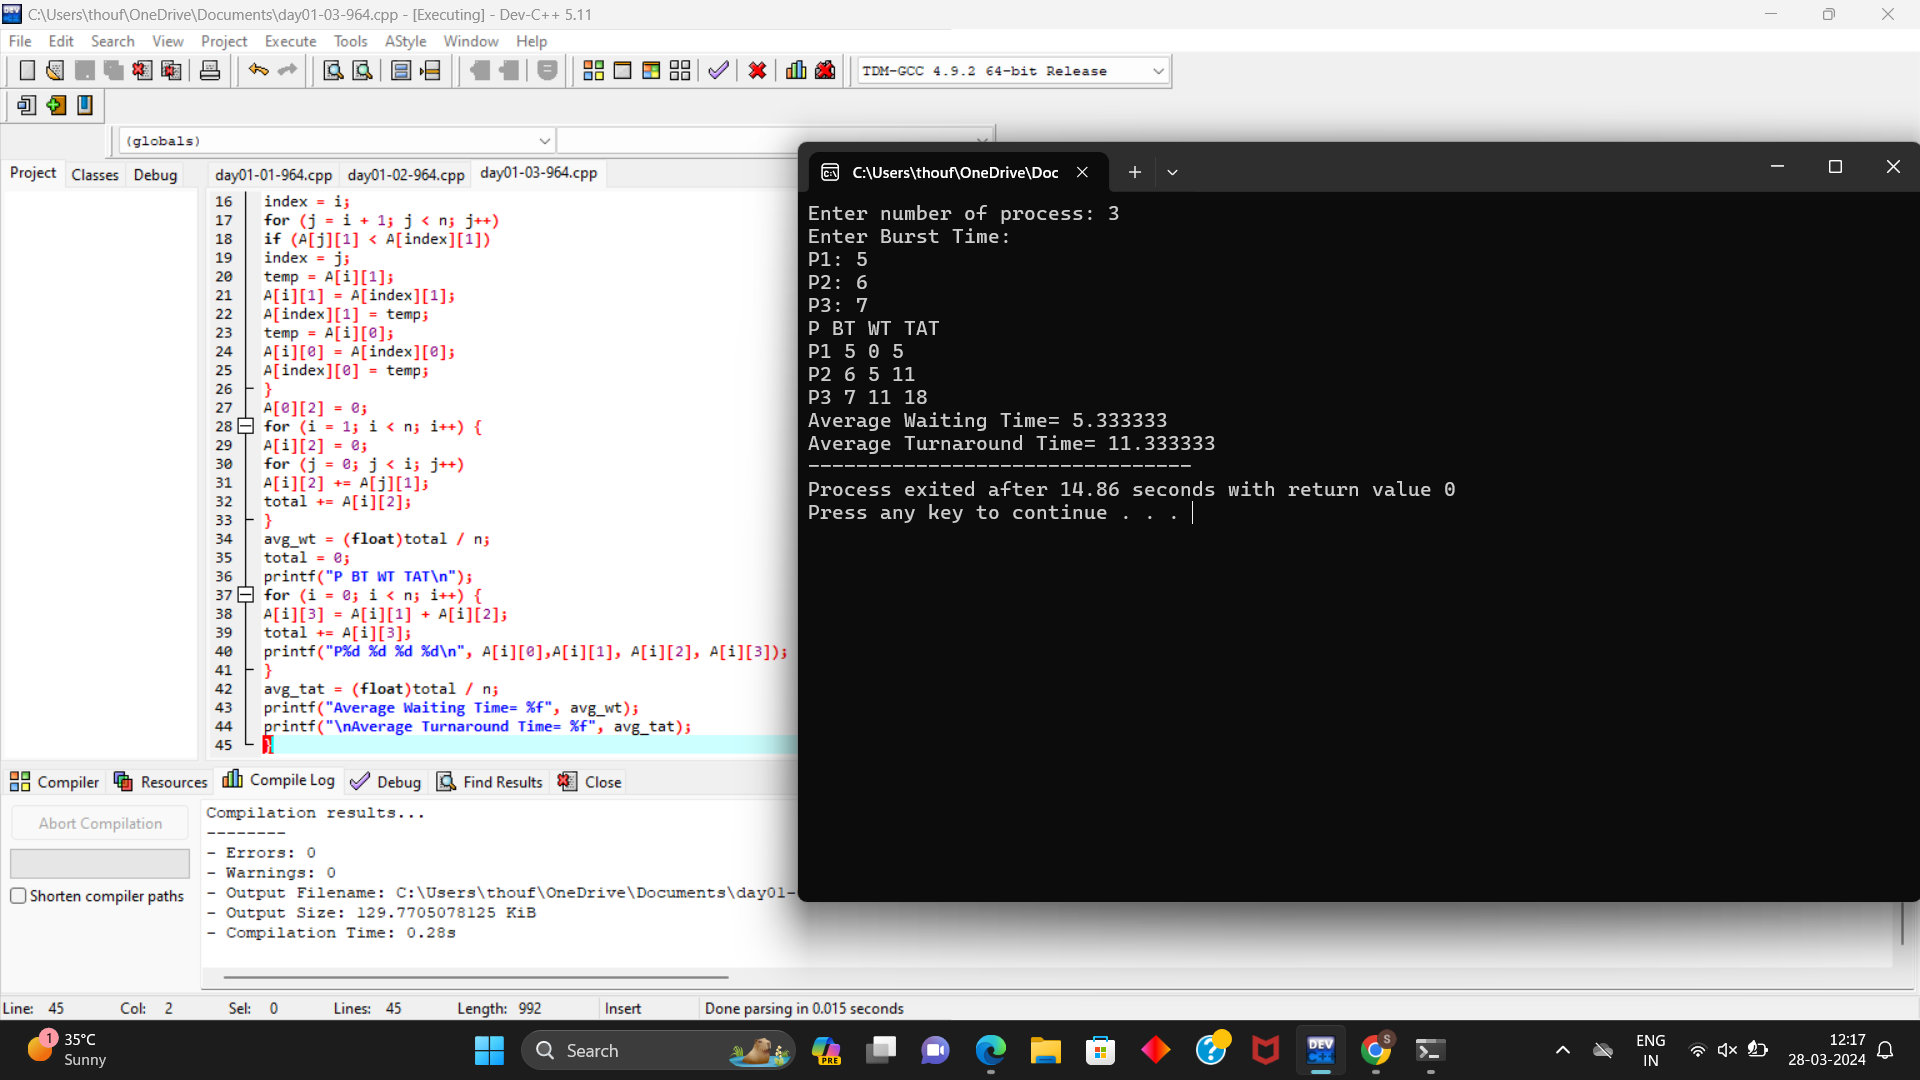 C:\Users\thouf\OneDrive\Documents\day01-03-964.cpp - [Executing] - Dev-C++ 5.11
File Edit Search View Project Execute Tools AStyle Window Help
TDM-GCC 4.9.2 64-bit Release
(globals)
Project Classes Debug
day01-01-964.cpp day01-02-964.cpp day01-03-964.cpp
16 index = i;
17 for (j = i + 1; j < n; j++)
18 if (A[j][1] < A[index][1])
19 index = j;
20 temp = A[i][1];
21 A[i][1] = A[index][1];
22 A[index][1] = temp;
23 temp = A[i][0];
24 A[i][0] = A[index][0];
25 A[index][0] = temp;
26 }
27 A[0][2] = 0;
28 for (i = 1; i < n; i++) {
29 A[i][2] = 0;
30 for (j = 0; j < i; j++)
31 A[i][2] += A[j][1];
32 total += A[i][2];
33 }
34 avg_wt = (float)total / n;
35 total = 0;
36 printf("P BT WT TAT\n");
37 for (i = 0; i < n; i++) {
38 A[i][3] = A[i][1] + A[i][2];
39 total += A[i][3];
40 printf("P%d %d %d %d\n", A[i][0],A[i][1], A[i][2], A[i][3]);
41 }
42 avg_tat = (float)total / n;
43 printf("Average Waiting Time= %f", avg_wt);
44 printf("\nAverage Turnaround Time= %f", avg_tat);
45 }
C:\Users\thouf\OneDrive\Doc
Enter number of process: 3
Enter Burst Time:
P1: 5
P2: 6
P3: 7
P BT WT TAT
P1 5 0 5
P2 6 5 11
P3 7 11 18
Average Waiting Time= 5.333333
Average Turnaround Time= 11.333333
--------------------------------
Process exited after 14.86 seconds with return value 0
Press any key to continue . . .
Compiler Resources Compile Log Debug Find Results Close
Abort Compilation
Shorten compiler paths
Compilation results...
--------
- Errors: 0
- Warnings: 0
- Output Filename: C:\Users\thouf\OneDrive\Documents\day01-
- Output Size: 129.7705078125 KiB
- Compilation Time: 0.28s
Line: 45 Col: 2 Sel: 0 Lines: 45 Length: 992 Insert Done parsing in 0.015 seconds
1
35°C
Sunny
Search
PRE
DEV
C++
S
ENG
IN
12:17
28-03-2024